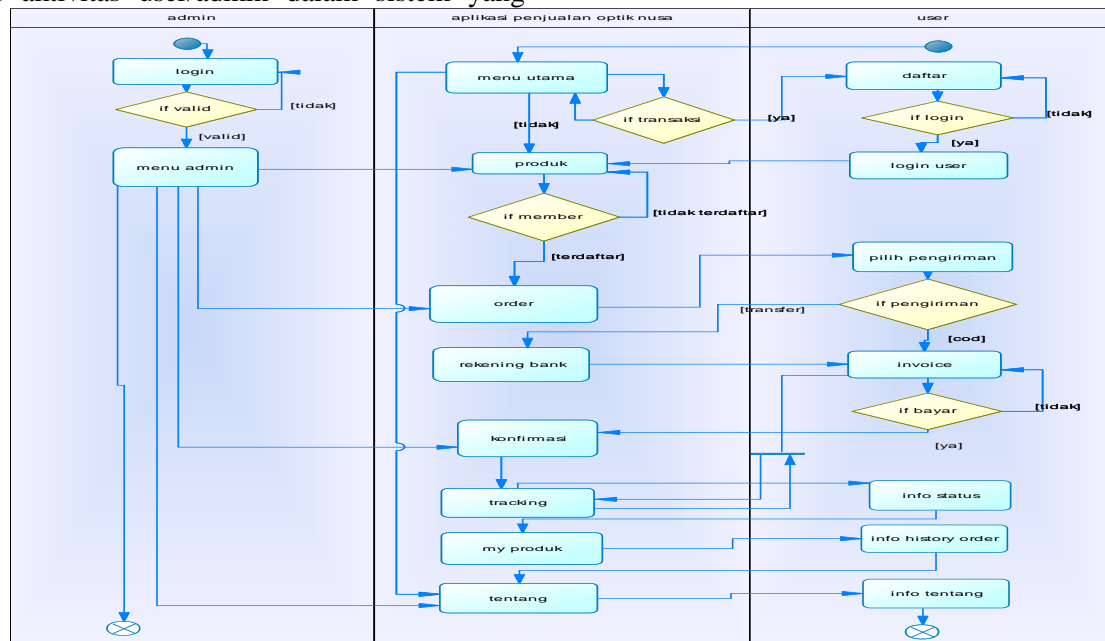 aktivitas user/admin dalam sistem yang
admin
aplikasi penjualan optik nusa
user
login
menu utama
daftar
if valid
[tidak]
if transaksi
[tidak]
[ya]
if login
[tidak]
[valid]
[ya]
menu admin
produk
login user
if member
[tidak terdaftar]
[terdaftar]
pilih pengiriman
order
if pengiriman
[transfer]
[cod]
rekening bank
invoice
if bayar
[tidak]
konfirmasi
[ya]
tracking
info status
my produk
info history order
tentang
info tentang